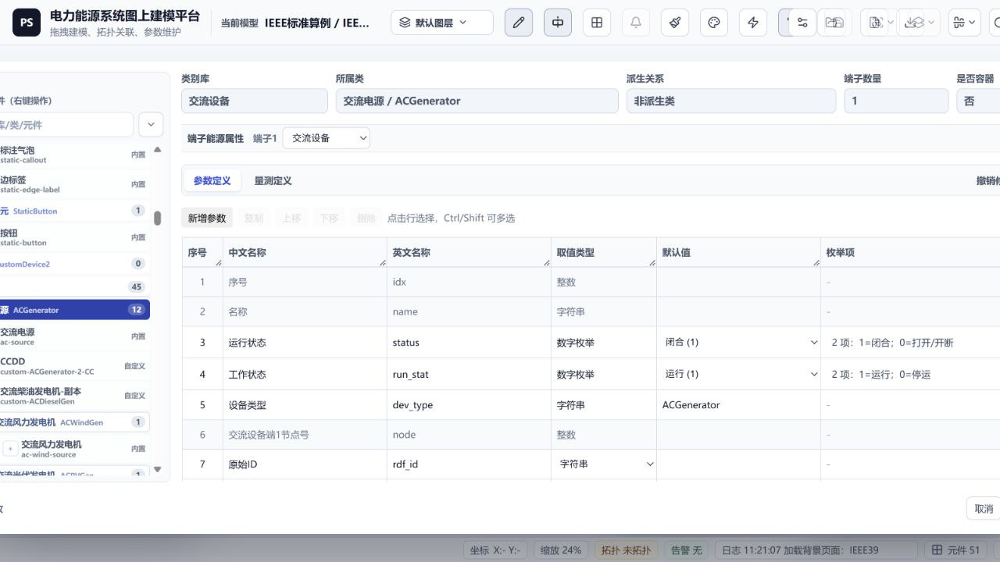 PS
电力能源系统图上建模平台
拖拽建模、拓扑关联、参数维护
当前模型 IEEE标准算例 / IEE...
默认图层
类别库 所属类 派生关系 端子数量 是否容器
交流设备 交流电源 / ACGenerator 非派生类 1 否
端子能源属性 端子1 交流设备
参数定义 量测定义
新增参数 复制 上移 下移 删除 点击行选择，Ctrl/Shift 可多选
序号 中文名称 英文名称 取值类型 默认值 枚举项
1 序号 idx 整数 -
2 名称 name 字符串 -
3 运行状态 status 数字枚举 闭合 (1) 2 项：1=闭合；0=打开/开断
4 工作状态 run_stat 数字枚举 运行 (1) 2 项：1=运行；0=停运
5 设备类型 dev_type 字符串 ACGenerator -
6 交流设备端1节点号 node 整数 -
7 原始ID rdf_id 字符串 -
件（右键操作）
库/类/元件
标注气泡 内置
static-callout
边标签 内置
static-edge-label
元 StaticButton 1
按钮 内置
static-button
ustomDevice2 0
45
源 ACGenerator 12
交流电源 内置
ac-source
CCDD 自定义
custom-ACGenerator-2-CC
交流柴油发电机-副本 自定义
custom-ACDieselGen
交流风力发电机 ACWindGen 1
+ 交流风力发电机 内置
ac-wind-source
交流光伏发电机 ACPVGen 1
取消
坐标 X:- Y:- 缩放 24% 拓扑 未拓扑 告警 无 日志 11:21:07 加载背景页面：IEEE39 元件 51